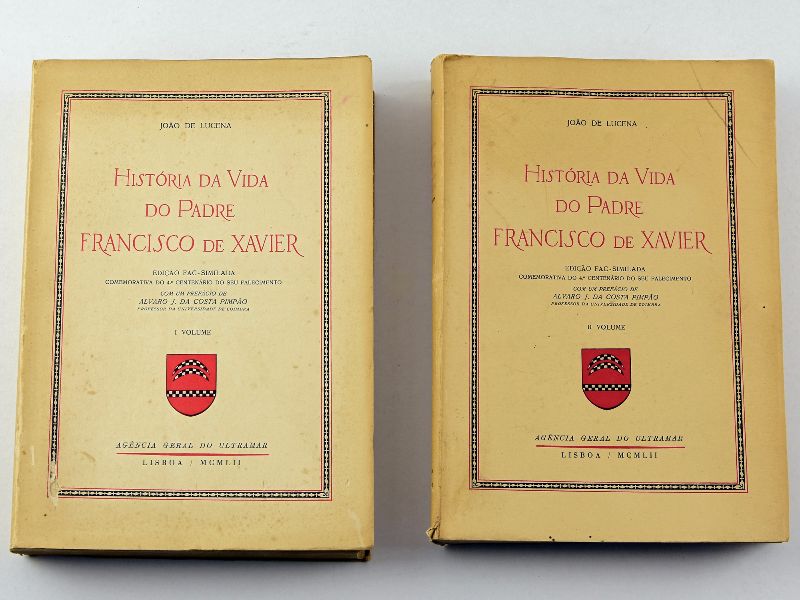 JOÃO DE LUCENA
HISTÓRIA DA VIDA
DO PADRE
FRANCISCO DE XAVIER
EDIÇÃO FAC-SIMILADA
COMEMORATIVA DO 4.º CENTENÁRIO DO SEU FALECIMENTO
COM UM PREFÁCIO DE
ALVARO J. DA COSTA PIMPÃO
PROFESSOR DA UNIVERSIDADE DE COIMBRA
I VOLUME
AGÊNCIA GERAL DO ULTRAMAR
LISBOA / MCMLII
JOÃO DE LUCENA
HISTÓRIA DA VIDA
DO PADRE
FRANCISCO DE XAVIER
EDIÇÃO FAC-SIMILADA
COMEMORATIVA DO 4.º CENTENÁRIO DO SEU FALECIMENTO
COM UM PREFÁCIO DE
ALVARO J. DA COSTA PIMPÃO
PROFESSOR DA UNIVERSIDADE DE COIMBRA
II VOLUME
AGÊNCIA GERAL DO ULTRAMAR
LISBOA / MCMLII